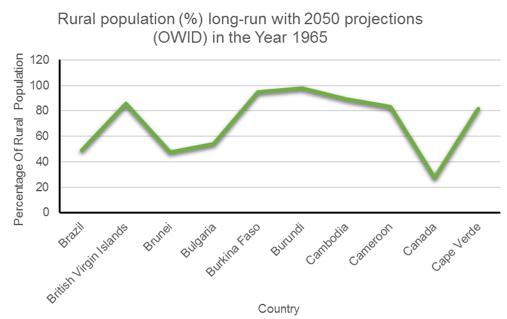 Rural population (%) long-run with 2050 projections
(OWID) in the Year 1965
Percentage Of Rural Population
120
100
80
60
40
20
0
Brazil
British Virgin Islands
Brunei
Bulgaria
Burkina Faso
Burundi
Cambodia
Cameroon
Canada
Cape Verde
Country